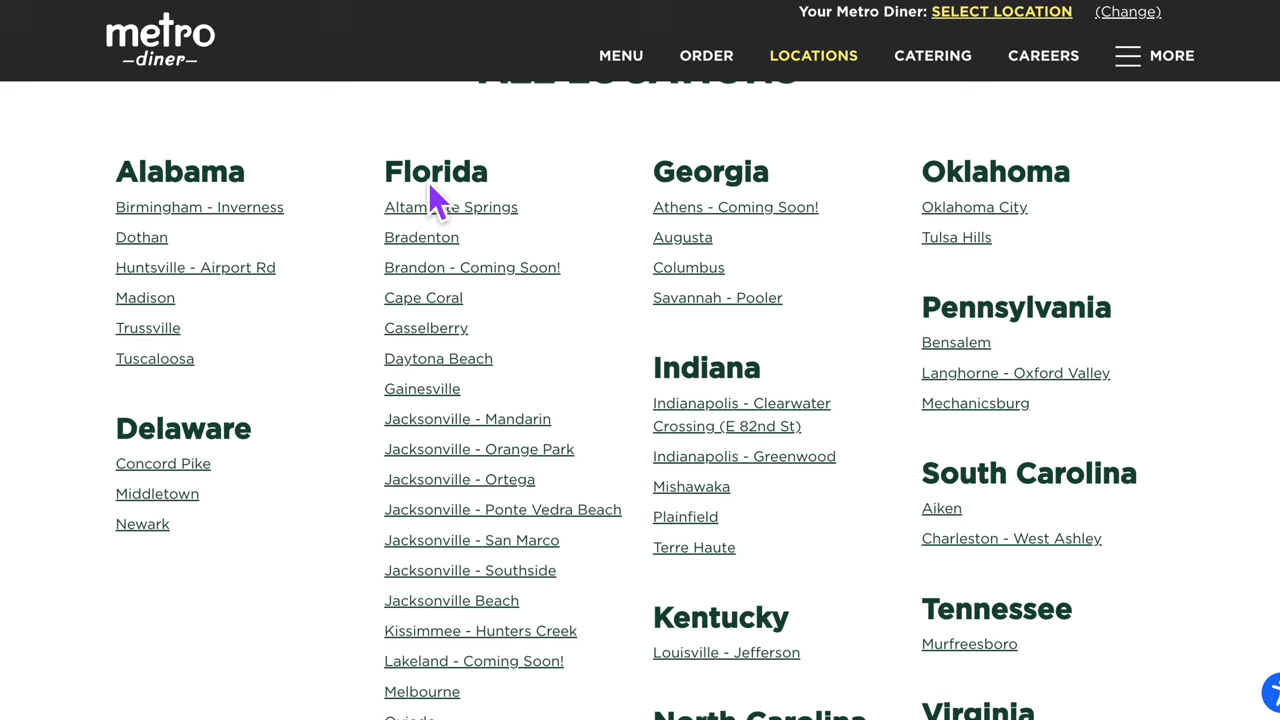 metro
diner
Your Metro Diner: SELECT LOCATION (Change)
MENU ORDER LOCATIONS CATERING CAREERS MORE
ALL LOCATIONS
Alabama
Birmingham - Inverness
Dothan
Huntsville - Airport Rd
Madison
Trussville
Tuscaloosa
Delaware
Concord Pike
Middletown
Newark
Florida
Springs
Bradenton
Brandon - Coming Soon!
Cape Coral
Casselberry
Daytona Beach
Gainesville
Jacksonville - Mandarin
Jacksonville - Orange Park
Jacksonville - Ortega
Jacksonville - Ponte Vedra Beach
Jacksonville - San Marco
Jacksonville - Southside
Jacksonville Beach
Kissimmee - Hunters Creek
Lakeland - Coming Soon!
Melbourne
Georgia
Athens - Coming Soon!
Augusta
Columbus
Savannah - Pooler
Indiana
Indianapolis - Clearwater
Crossing (E 82nd St)
Indianapolis - Greenwood
Mishawaka
Plainfield
Terre Haute
Kentucky
Louisville - Jefferson
North Carolina
Oklahoma
Oklahoma City
Tulsa Hills
Pennsylvania
Bensalem
Langhorne - Oxford Valley
Mechanicsburg
South Carolina
Aiken
Charleston - West Ashley
Tennessee
Murfreesboro
Virginia